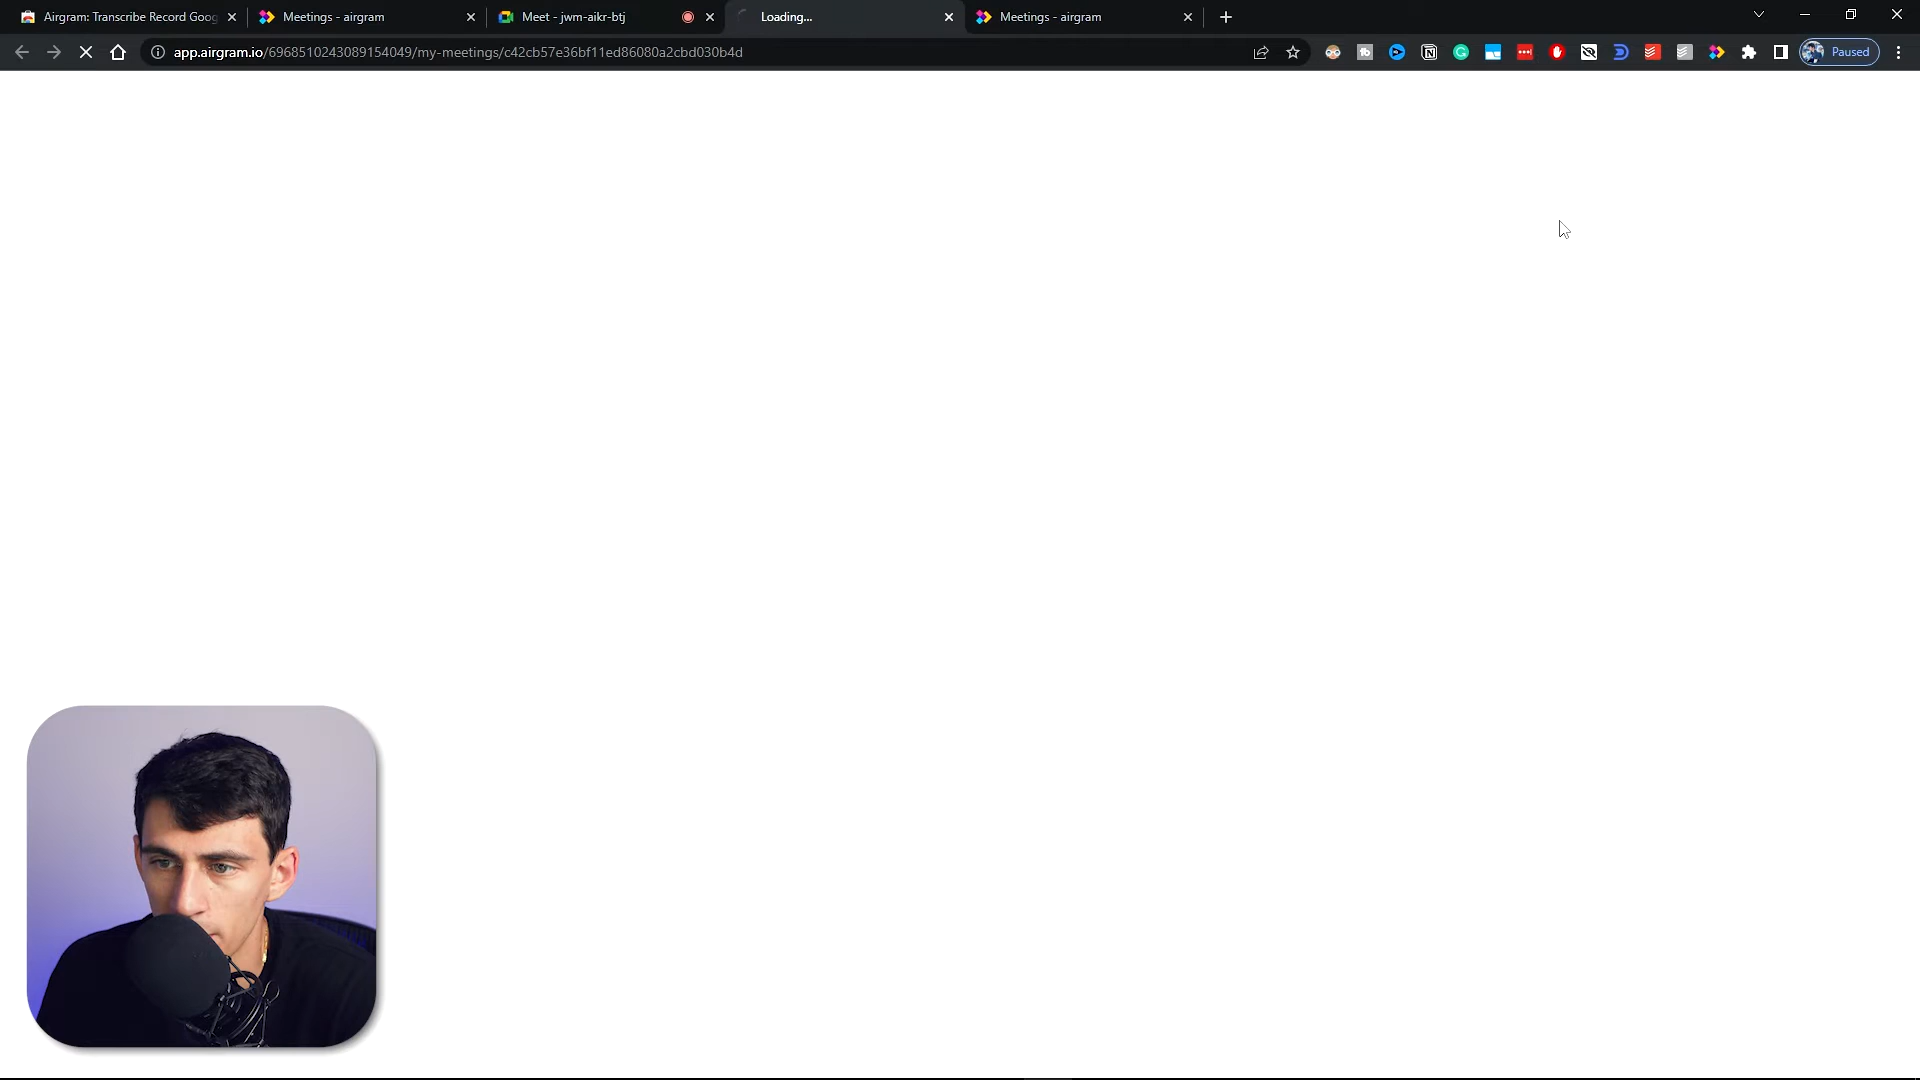 Airgram: Transcribe Record Goog
Meetings - airgram
Meet - jwm-aikr-btj
Loading...
Meetings - airgram
app.airgram.io/6968510243089154049/my-meetings/c42cb57e36bf11ed86080a2cbd030b4d
Paused